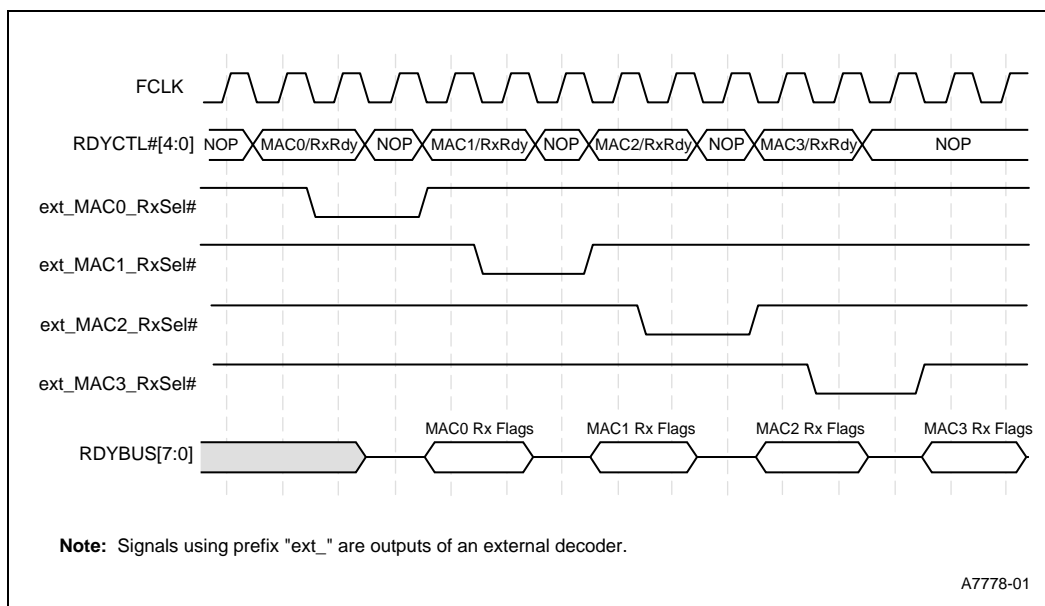 FCLK
RDYCTL#[4:0] NOP MAC0/RxRdy NOP MAC1/RxRdy NOP MAC2/RxRdy NOP MAC3/RxRdy NOP
ext_MAC0_RxSel#
ext_MAC1_RxSel#
ext_MAC2_RxSel#
ext_MAC3_RxSel#
MAC0 Rx Flags MAC1 Rx Flags MAC2 Rx Flags MAC3 Rx Flags
RDYBUS[7:0]
Note: Signals using prefix "ext_" are outputs of an external decoder.
A7778-01